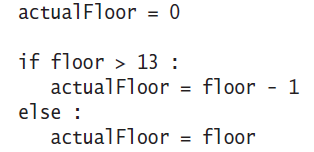 actualFloor = 0
if floor > 13 :
   actualFloor = floor - 1
else :
   actualFloor = floor